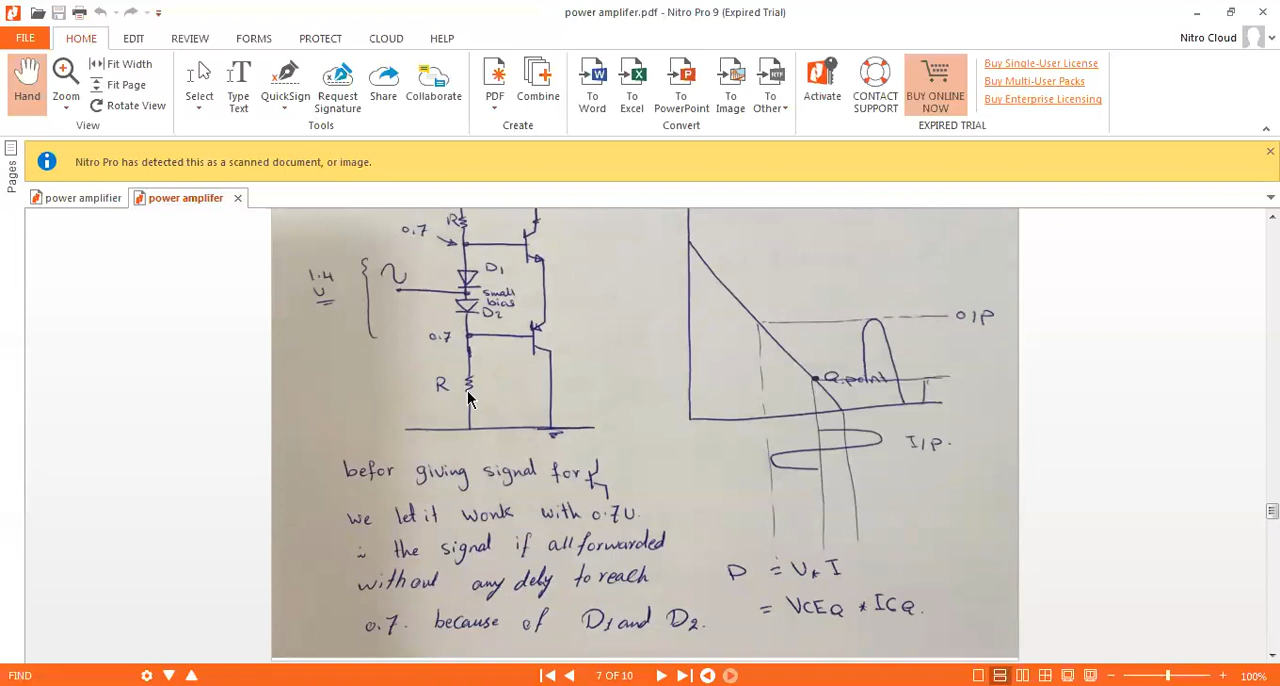 power amplifer.pdf - Nitro Pro 9 (Expired Trial)
FILE HOME EDIT REVIEW FORMS PROTECT CLOUD HELP
Nitro Cloud
Hand
Zoom
Fit Width
Fit Page
Rotate View
View
Select
Type Text
QuickSign
Request Signature
Share
Collaborate
Tools
PDF
Combine
Create
To Word
To Excel
To PowerPoint
To Image
To Other
Convert
Activate
CONTACT SUPPORT
BUY ONLINE NOW
Buy Single-User License
Buy Multi-User Packs
Buy Enterprise Licensing
EXPIRED TRIAL
Pages
Nitro Pro has detected this as a scanned document, or image.
power amplifier
power amplifer
R
0.7
D1
1.4
V
small
bias
D2
0.7
R
O/P
Q.point
I/P.
befor giving signal for
we let it wonk with 0.7V.
the signal if all forwarded
without any dely to reach
0.7. because of D1 and D2.
P = V * I
= VCEQ * ICQ.
FIND
7 OF 10
100%